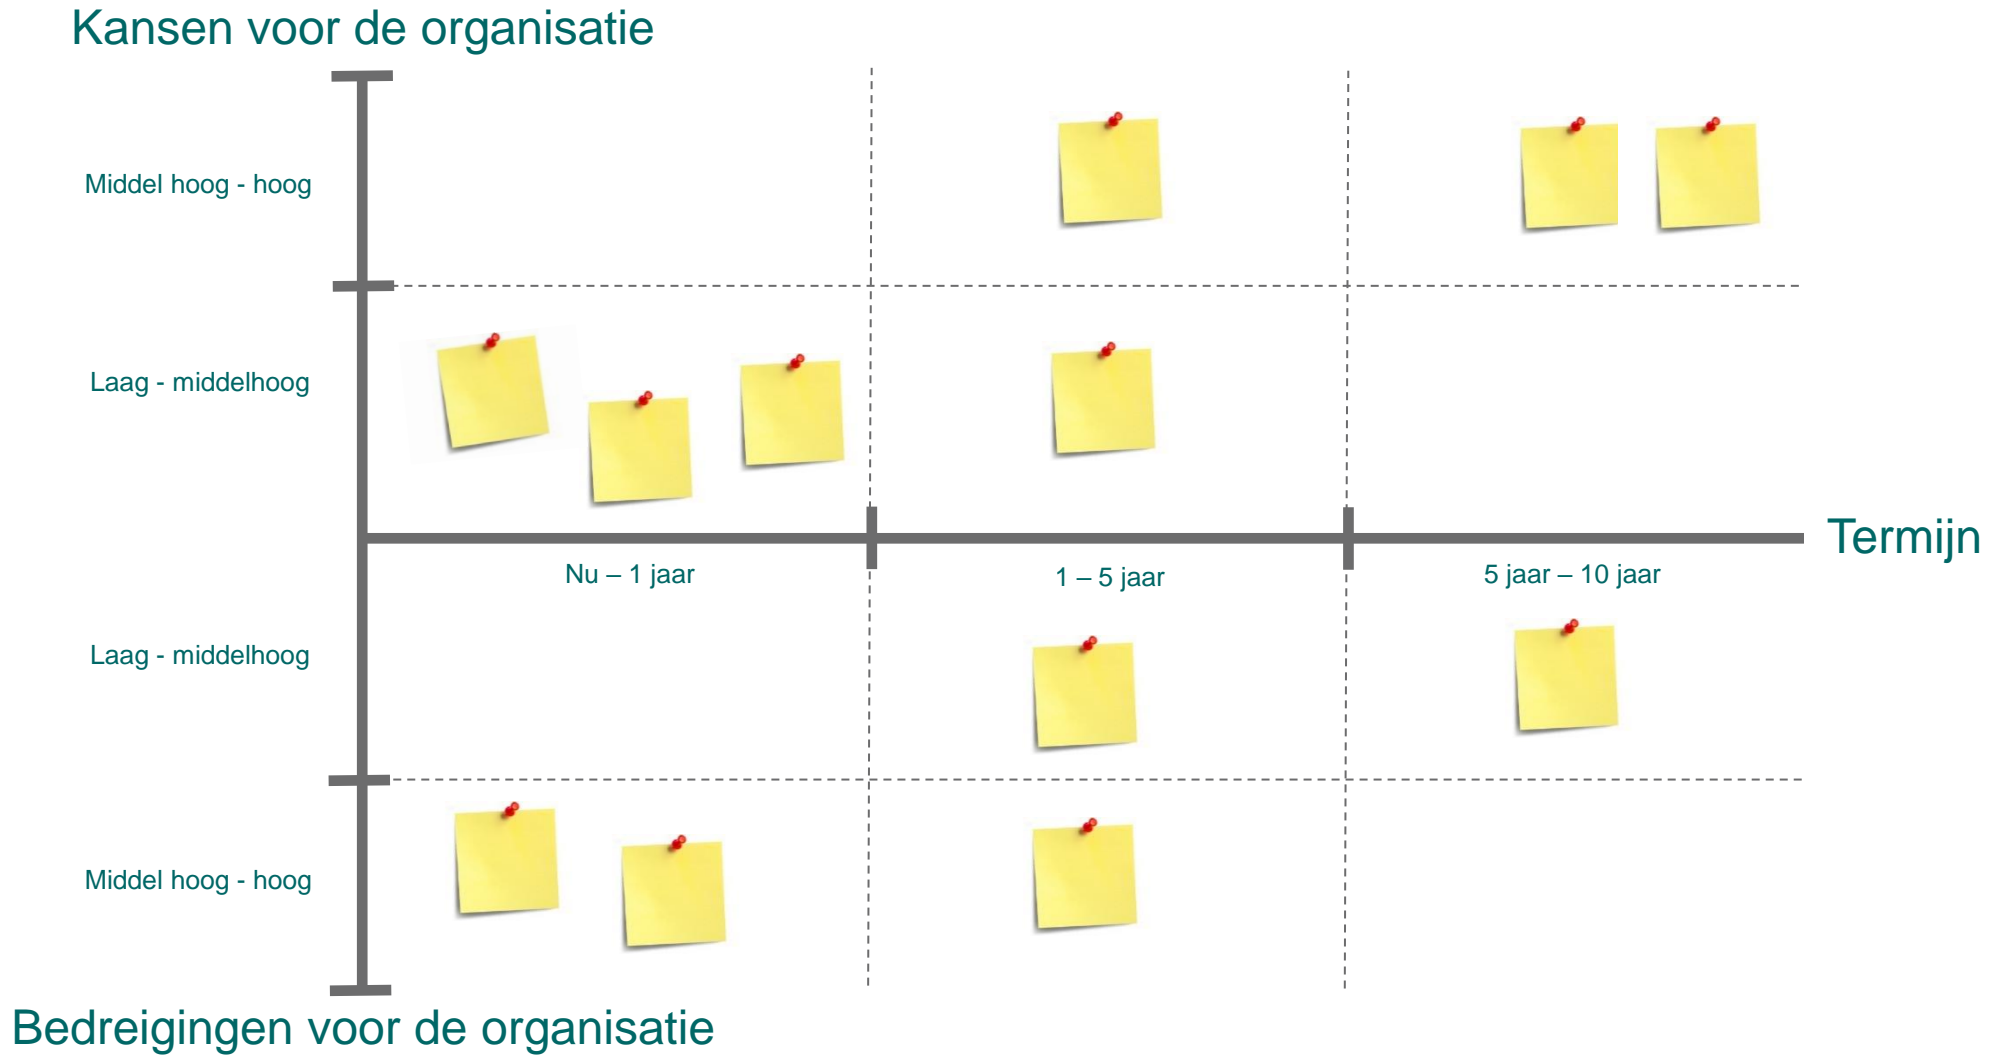 Kansen voor de organisatie
Middel hoog - hoog
Laag - middelhoog
Termijn
Nu – 1 jaar
1 – 5 jaar
5 jaar – 10 jaar
Laag - middelhoog
Middel hoog - hoog
Bedreigingen voor de organisatie